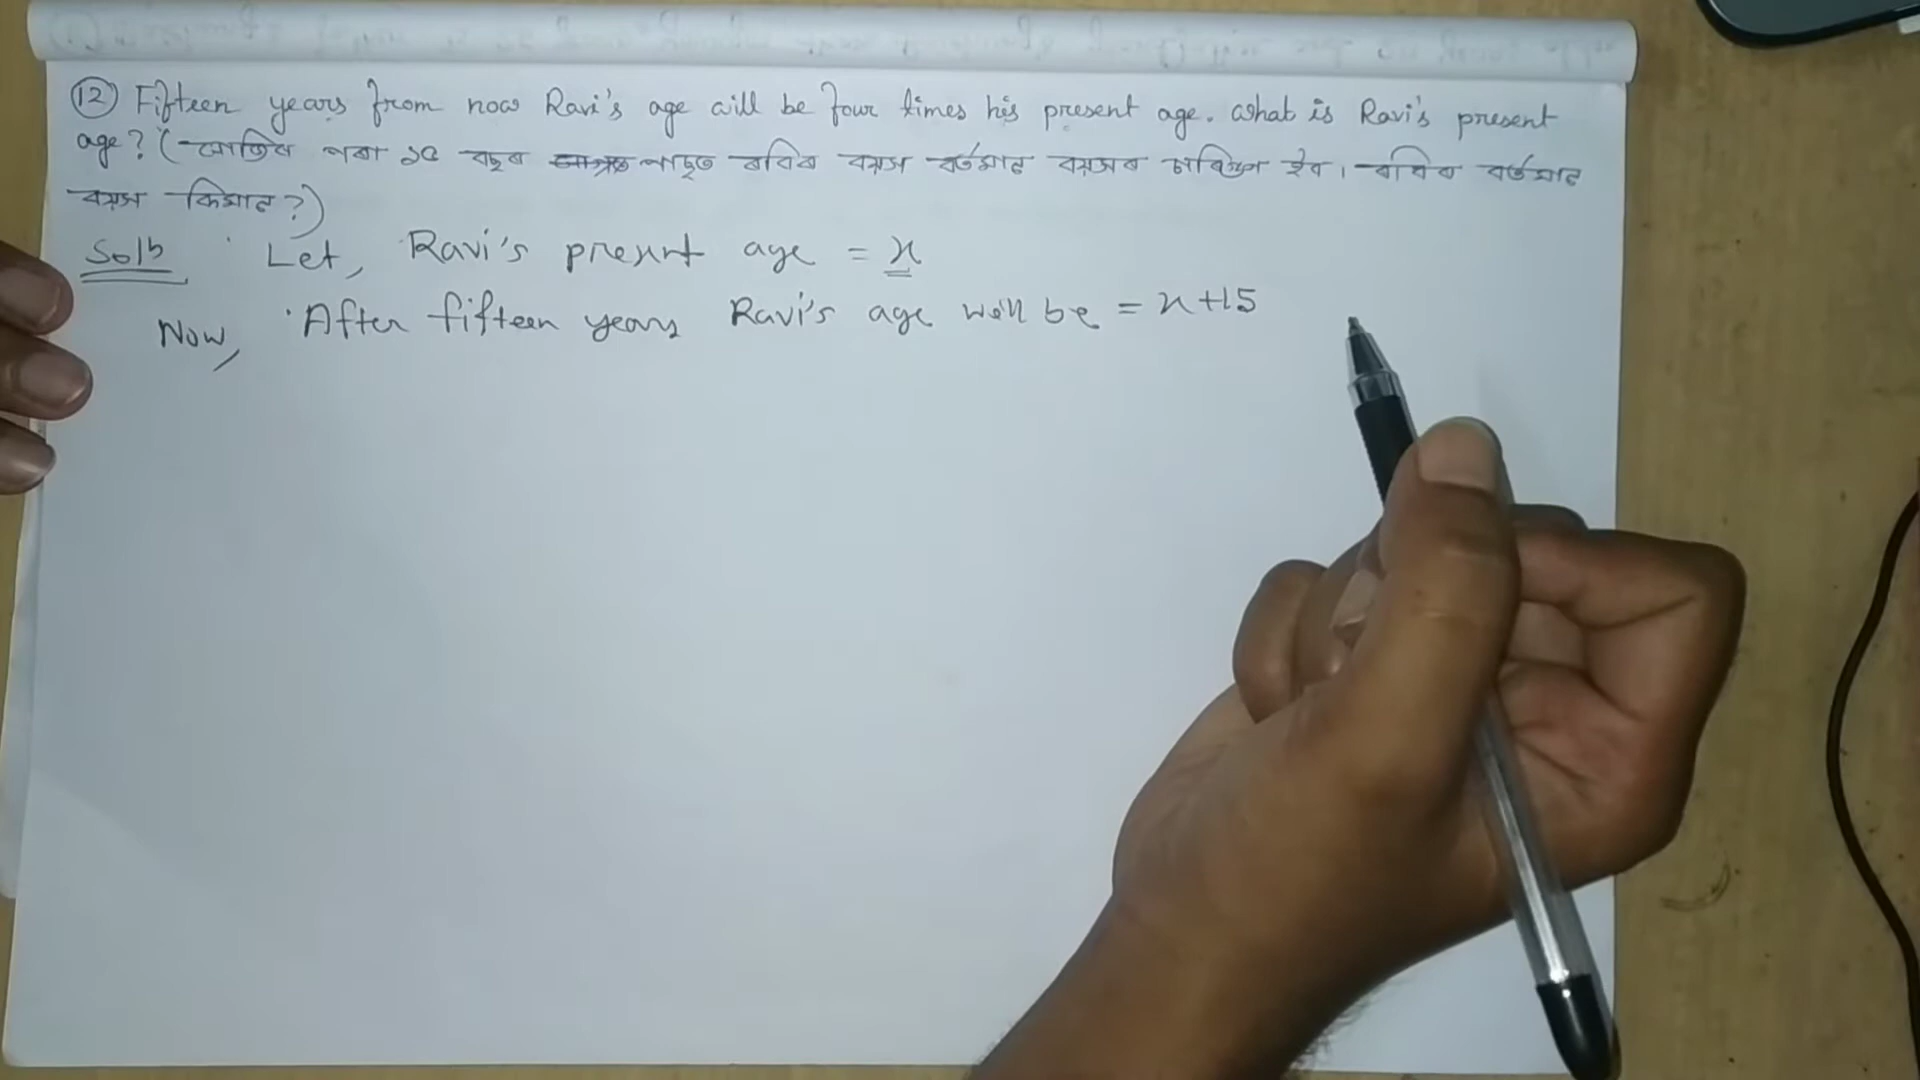 12 Fifteen years from now Ravi's age will be four times his present age. What is Ravi's present
age? (আজিৰ পৰা ১৫ বছৰ পাছত ৰবিৰ বয়স বৰ্তমান বয়সৰ চাৰিগুণ হ'ব। ৰবিৰ বৰ্তমান
বয়স কিমান?)
Soln Let, Ravi's present age = x
Now, After fifteen years Ravi's age will be = x+15